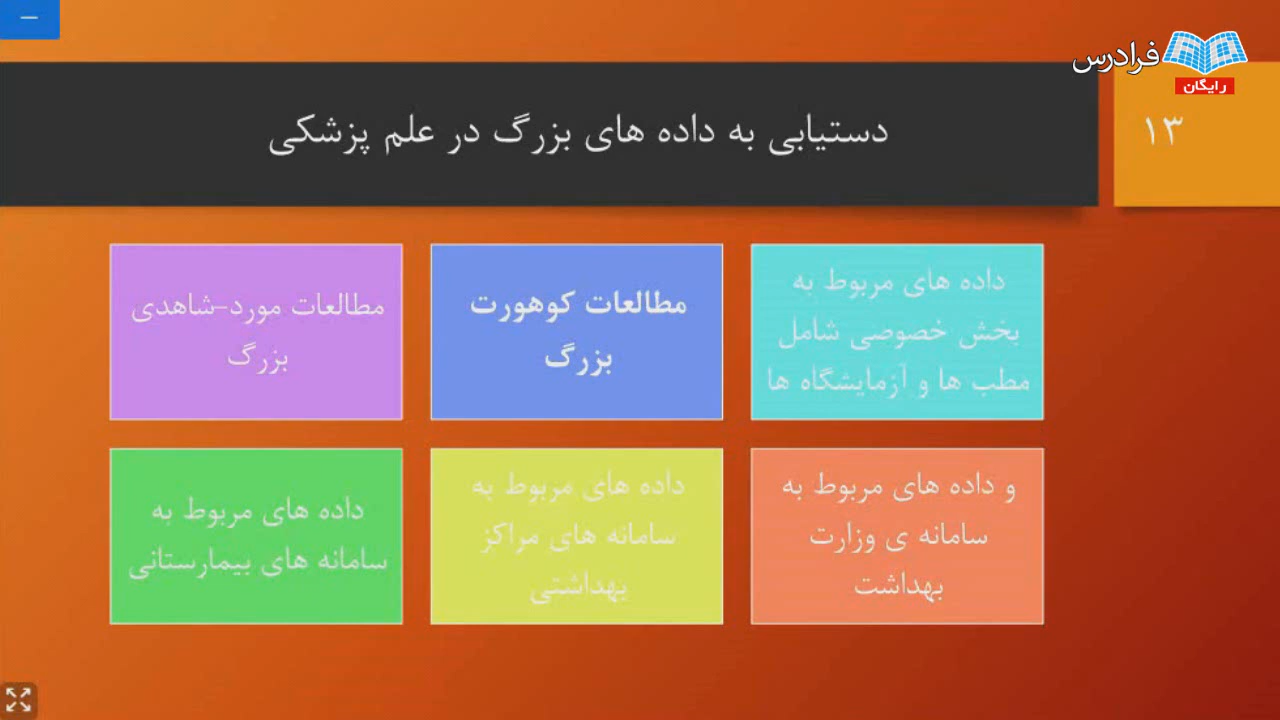 فرادرس
رایگان
۱۳
دستیابی به داده های بزرگ در علم پزشکی
داده های مربوط به
بخش خصوصی شامل
مطب ها و آزمایشگاه ها
مطالعات کوهورت
بزرگ
مطالعات مورد-شاهدی
بزرگ
و داده های مربوط به
سامانه ی وزارت
بهداشت
داده های مربوط به
سامانه های مراکز
بهداشتی
داده های مربوط به
سامانه های بیمارستانی